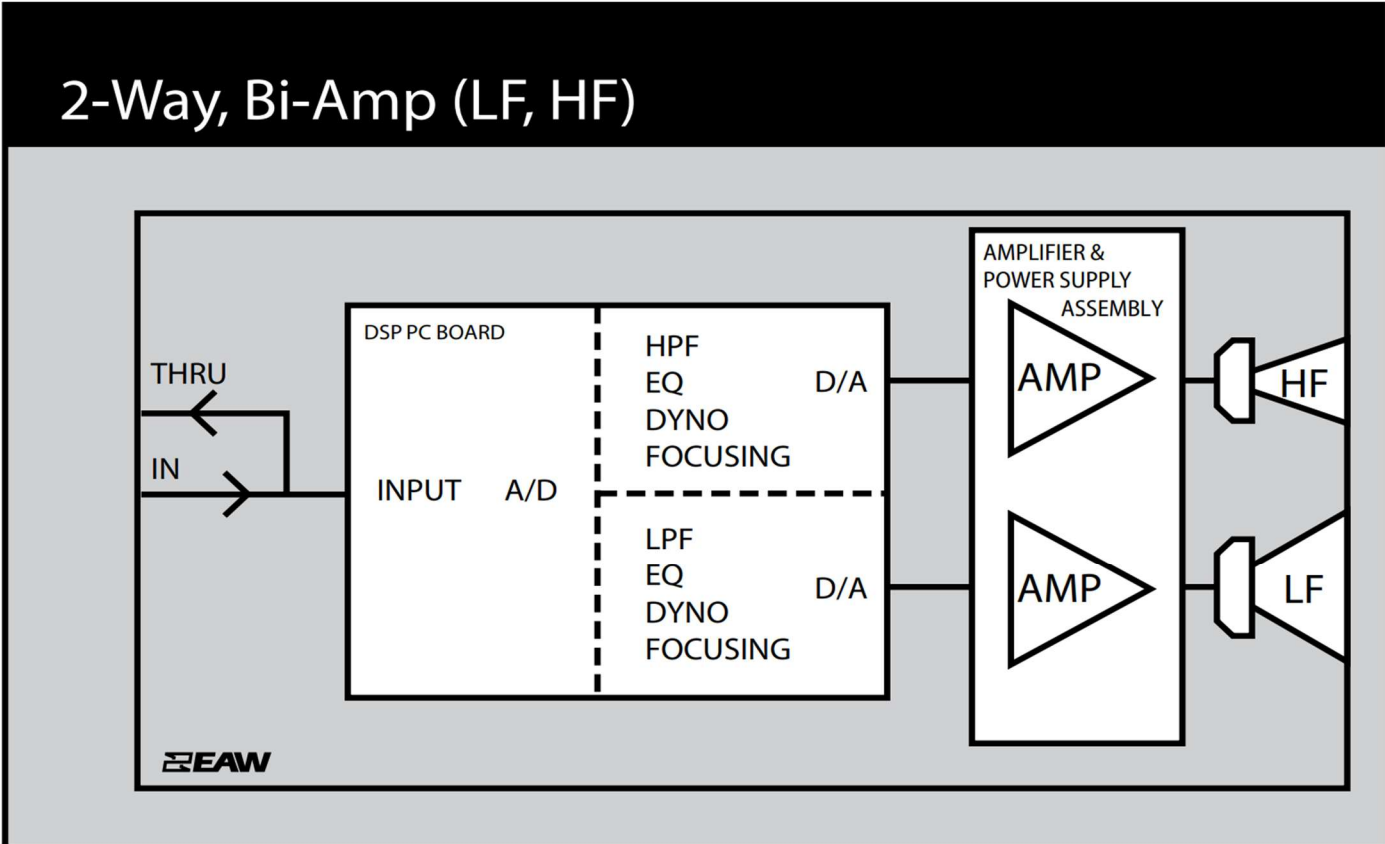 2-Way, Bi-Amp (LF, HF)
AMPLIFIER &
POWER SUPPLY
ASSEMBLY
DSP PC BOARD
THRU
IN
INPUT A/D
HPF
EQ
DYNO
FOCUSING
D/A
LPF
EQ
DYNO
FOCUSING
D/A
AMP
HF
AMP
LF
EAW